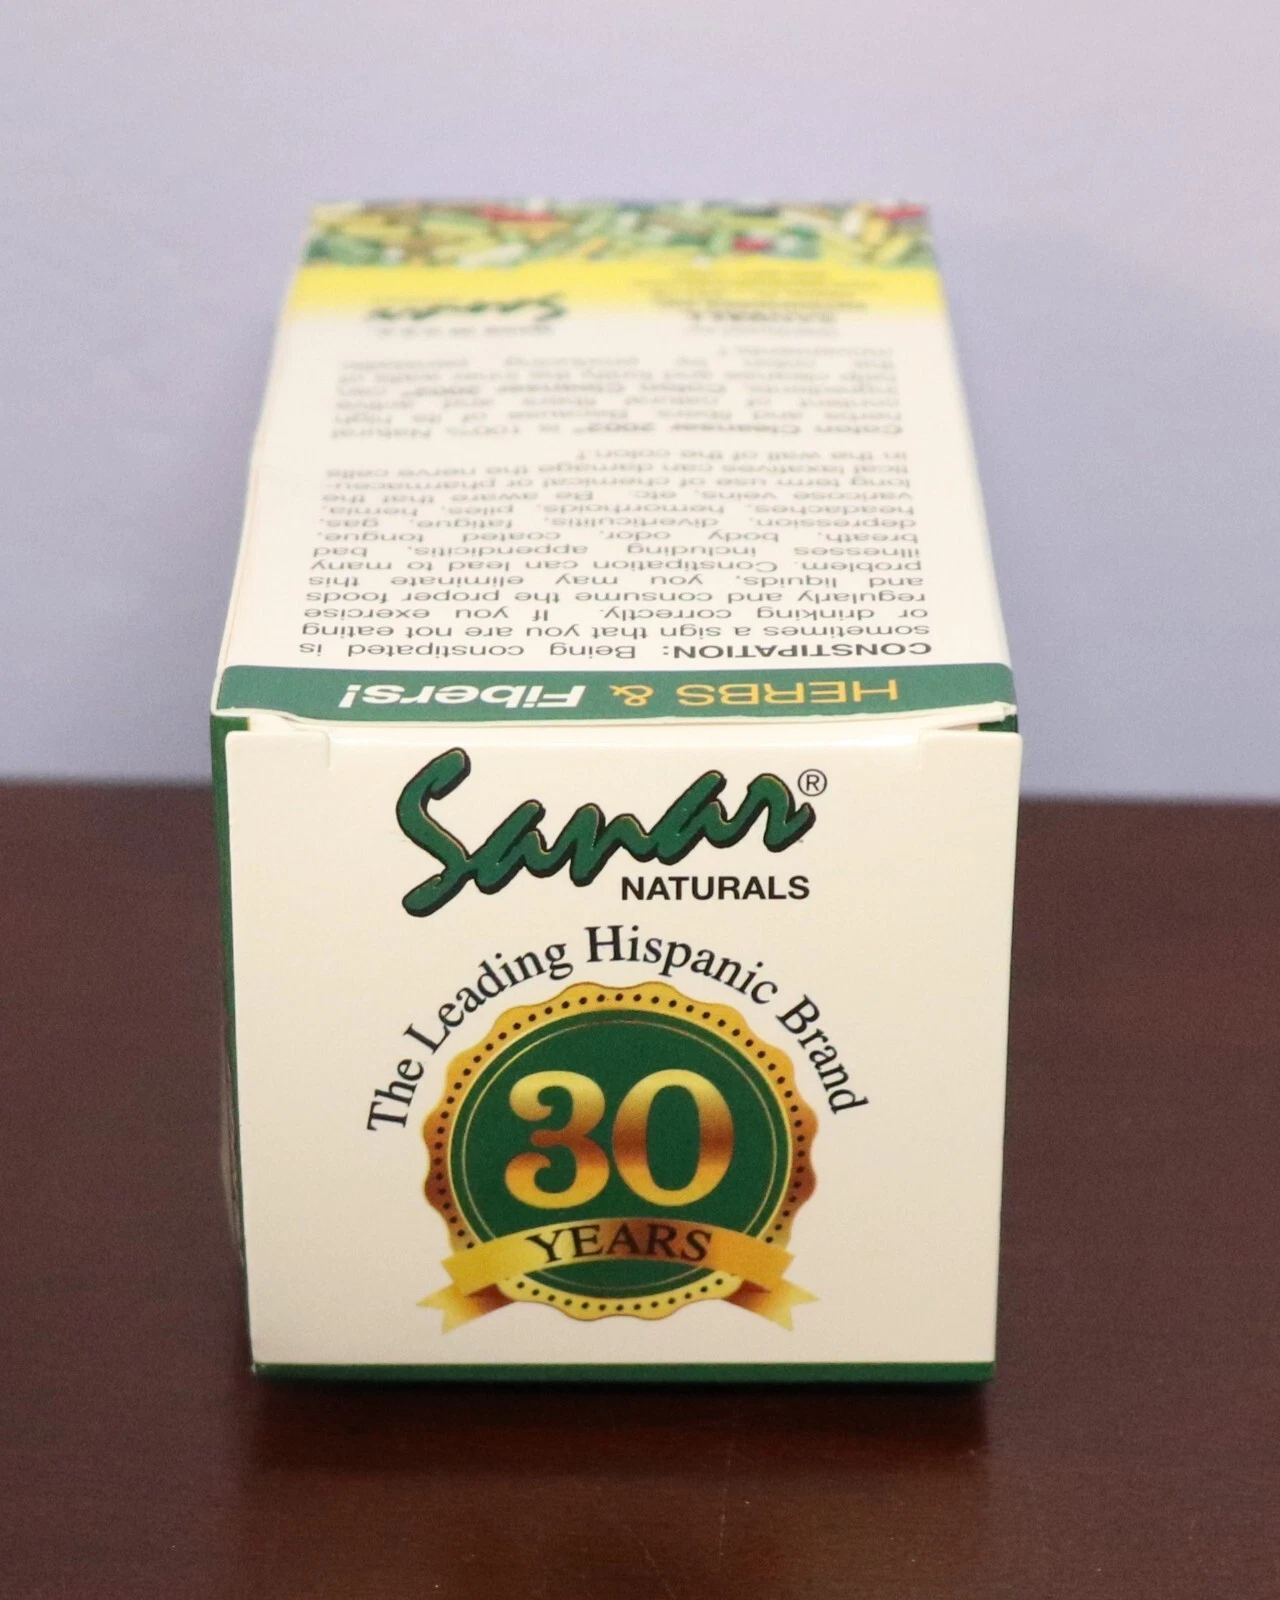 Sanar®
NATURALS
The Leading Hispanic Brand
30
YEARS
HERBS & Fibers!
CONSTIPATION: Being constipated is
sometimes a sign that you are not eating
or drinking correctly. If you exercise
regularly and consume the proper foods
and liquids, you may eliminate this
problem. Constipation can lead to many
illnesses including appendicitis, bad
breath, body odor, coated tongue,
depression, diverticulitis, fatigue, gas,
headaches, hemorrhoids, piles, hernia,
varicose veins, etc. Be aware that the
long term use of chemical or pharmaceu-
tical laxatives can damage the nerve cells
in the wall of the colon.†
Colon Cleanser 2002® is 100% Natural
herbs and fibers. Because of its high
content of natural fibers and active
ingredients, Colon Cleanser 2002® can
help cleanse and fortify the inner walls of
the colon by producing peristaltic
movements.†
MADE IN U.S.A.
Sanar